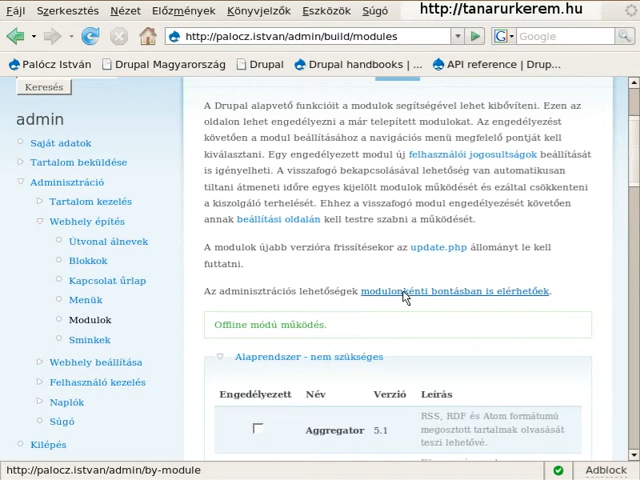 Fájl Szerkesztés Nézet Előzmények Könyvjelzők Eszközök Súgó http://tanarurkerem.hu
http://palocz.istvan/admin/build/modules Google
Palócz István Drupal Magyarország Drupal Drupal handbooks | ... API reference | Drup...
Keresés
admin
Saját adatok
Tartalom beküldése
Adminisztráció
Tartalom kezelés
Webhely építés
Útvonal álnevek
Blokkok
Kapcsolat űrlap
Menük
Modulok
Sminkek
Webhely beállítása
Felhasználó kezelés
Naplók
Súgó
Kilépés
A Drupal alapvető funkcióit a modulok segítségével lehet kibővíteni. Ezen az
oldalon lehet engedélyezni a már telepített modulokat. Az engedélyezést
követően a modul beállításához a navigációs menü megfelelő pontját kell
kiválasztani. Egy engedélyezett modul új felhasználói jogosultságok beállítását
is igényelheti. A visszafogó bekapcsolásával lehetőség van automatikusan
tiltani átmeneti időre egyes kijelölt modulok működését és ezáltal csökkenteni
a kiszolgáló terhelését. Ehhez a visszafogó modul engedélyezését követően
annak beállítási oldalán kell testre szabni a működését.
A modulok újabb verzióra frissítésekor az update.php állományt le kell
futtatni.
Az adminisztrációs lehetőségek modulonkénti bontásban is elérhetőek.
Offline módú működés.
Alaprendszer - nem szükséges
Engedélyezett Név Verzió Leírás
Aggregator 5.1 RSS, RDF és Atom formátumú
megosztott tartalmak olvasását
teszi lehetővé.
http://palocz.istvan/admin/by-module Adblock